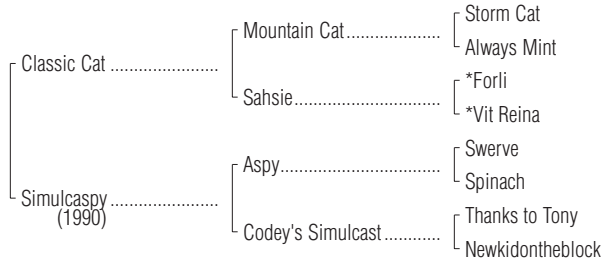 Storm Cat
Mountain Cat....................
Always Mint
Classic Cat .......................
*Forli
Sahsie...............................
*Vit Reina
Swerve
Aspy..................................
Spinach
Simulcaspy ......................
(1990)
Thanks to Tony
Codey's Simulcast............
Newkidontheblock